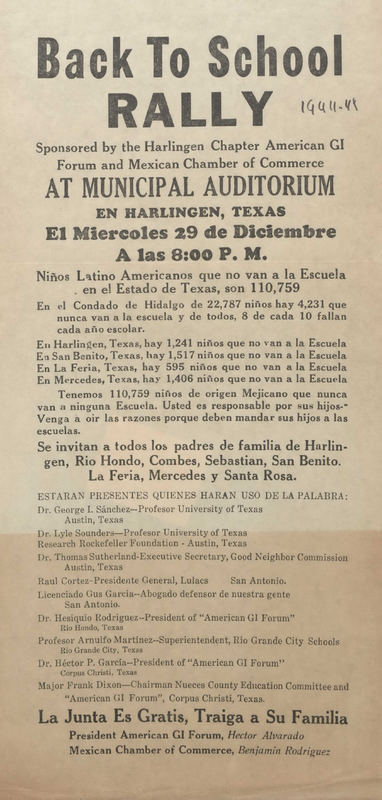 Back To School
RALLY
1944-48
Sponsored by the Harlingen Chapter American GI
Forum and Mexican Chamber of Commerce
AT MUNICIPAL AUDITORIUM
EN HARLINGEN, TEXAS
El Miercoles 29 de Diciembre
A las 8:00 P. M.
Niños Latino Americanos que no van a la Escuela
en el Estado de Texas, son 110,759
En el Condado de Hidalgo de 22,787 niños hay 4,231 que
nunca van a la escuela y de todos, 8 de cada 10 fallan
cada año escolar.
En Harlingen, Texas, hay 1,241 niños que no van a la Escuela
En San Benito, Texas, hay 1,517 niños que no van a la Escuela
En La Feria, Texas, hay 595 niños que no van a la Escuela
En Mercedes, Texas, hay 1,406 niños que no van a la Escuela
Tenemos 110,759 niños de origen Mejicano que nunca
van a ninguna Escuela. Usted es responsable por sus hijos--
Venga a oir las razones porque deben mandar sus hijos a las
escuelas.
Se invitan a todos los padres de familia de Harlin-
gen, Rio Hondo, Combes, Sebastian, San Benito.
La Feria, Mercedes y Santa Rosa.
ESTARAN PRESENTES QUIENES HARAN USO DE LA PALABRA:
Dr. George I. Sánchez--Profesor University of Texas
Austin, Texas
Dr. Lyle Sounders--Profesor University of Texas
Research Rockefeller Foundation - Austin, Texas
Dr. Thomas Sutherland-Executive Secretary, Good Neighbor Commission
Austin, Texas
Raul Cortez-Presidente General, Lulacs San Antonio.
Licenciado Gus Garcia--Abogado defensor de nuestra gente
San Antonio.
Dr. Hesiquio Rodriguez--President of "American GI Forum"
Rio Hondo, Texas
Profesor Arnulfo Martinez--Superientendent, Rio Grande City Schools
Rio Grande City, Texas
Dr. Héctor P. García--President of "American GI Forum"
Corpus Christi, Texas
Major Frank Dixon--Chairman Nueces County Education Committee and
"American GI Forum", Corpus Christi, Texas.
La Junta Es Gratis, Traiga a Su Familia
President American GI Forum, Hector Alvarado
Mexican Chamber of Commerce, Benjamin Rodriguez